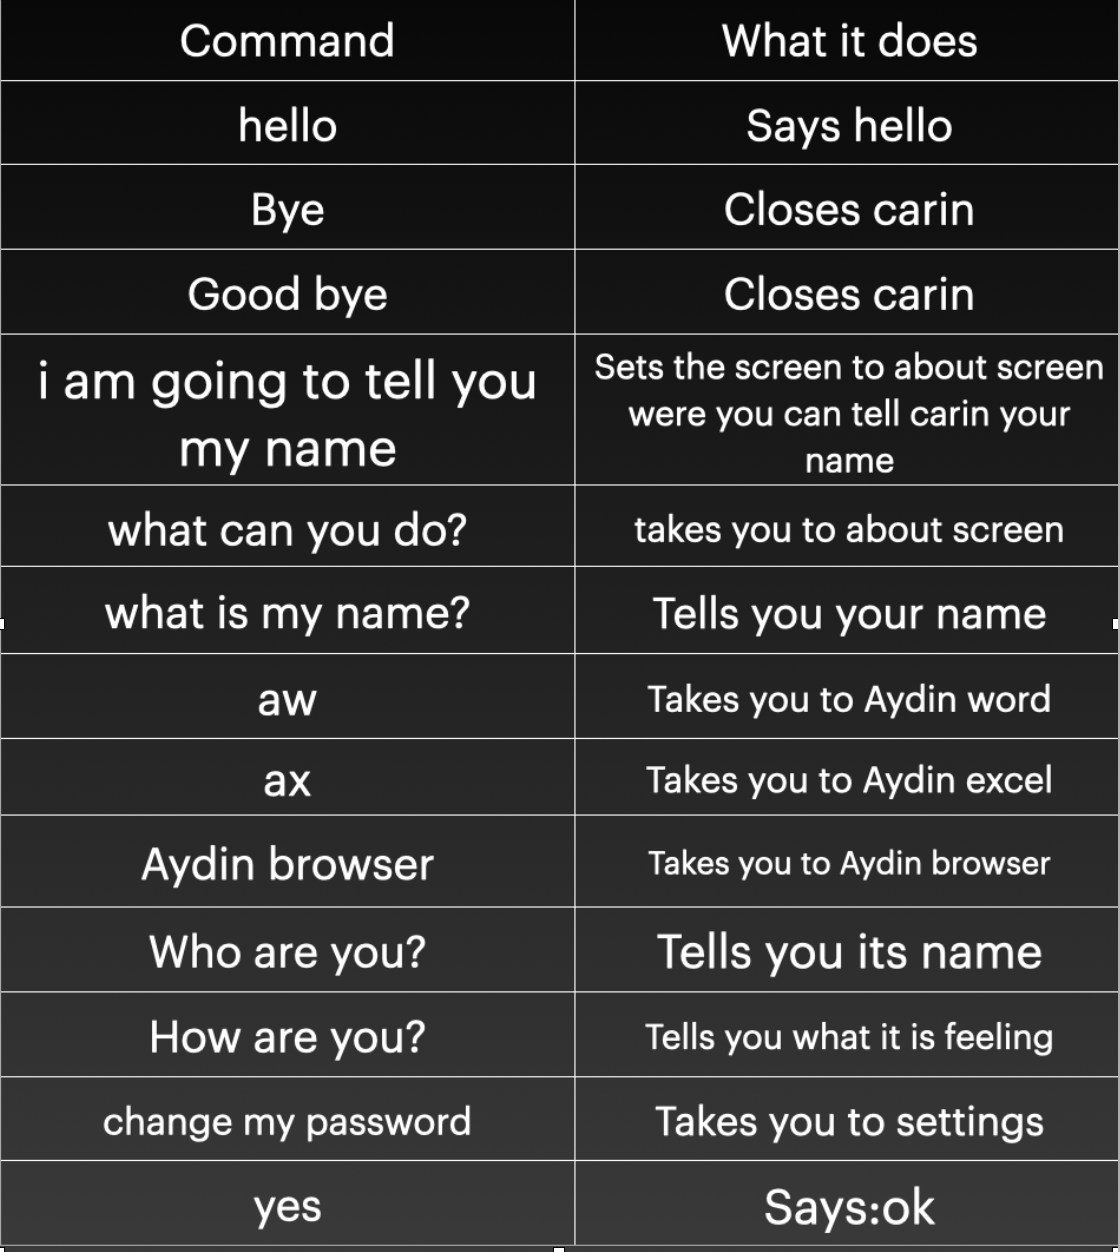 Command
What it does
hello
Says hello
Bye
Closes carin
Good bye
Closes carin
i am going to tell you
my name
Sets the screen to about screen
were you can tell carin your
name
what can you do?
takes you to about screen
what is my name?
Tells you your name
aw
Takes you to Aydin word
ax
Takes you to Aydin excel
Aydin browser
Takes you to Aydin browser
Who are you?
Tells you its name
How are you?
Tells you what it is feeling
change my password
Takes you to settings
yes
Says:ok